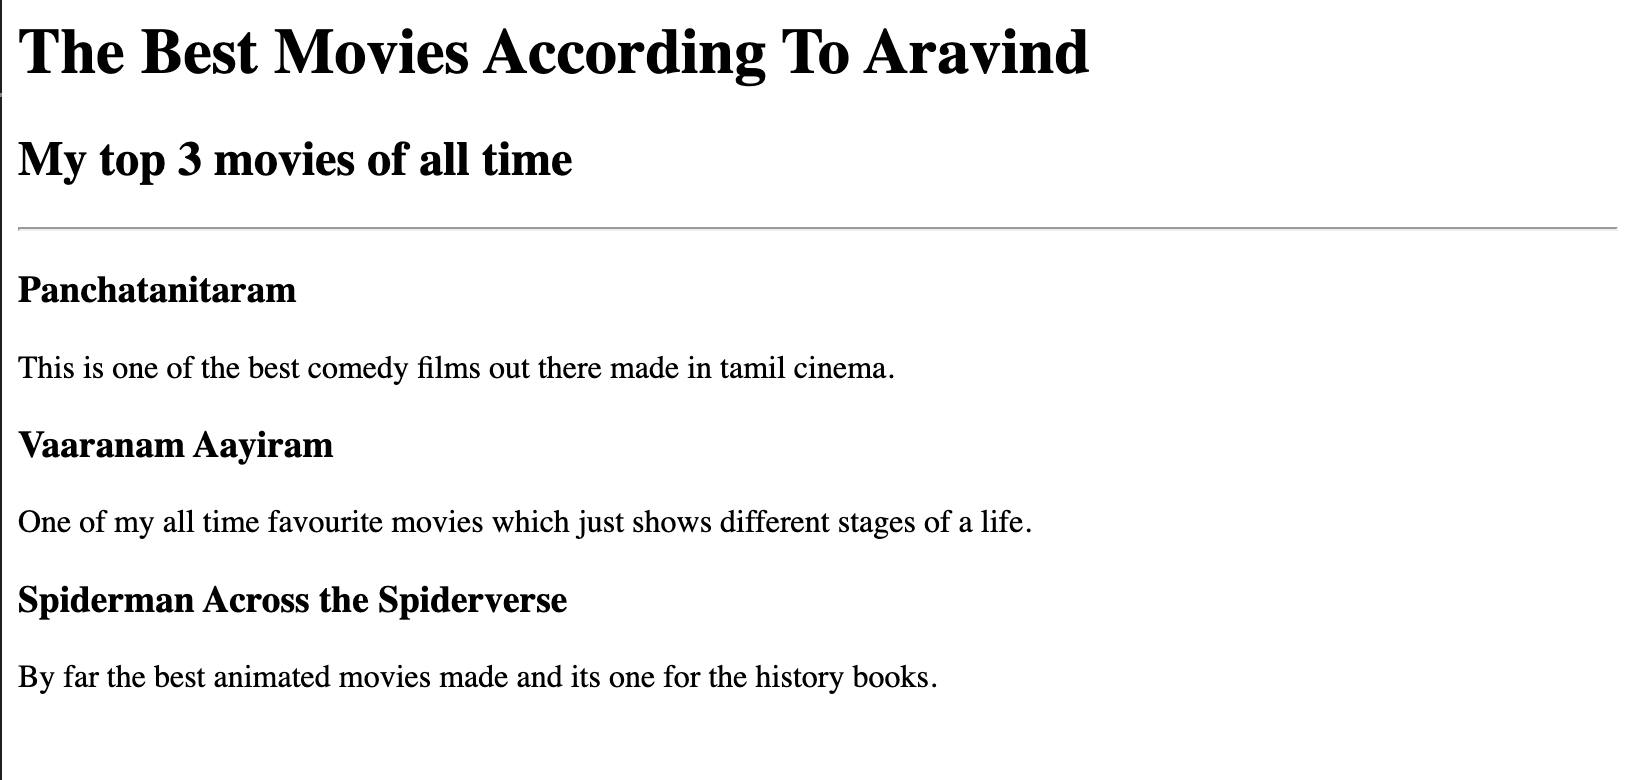 The Best Movies According To Aravind
My top 3 movies of all time
Panchatanitaram
This is one of the best comedy films out there made in tamil cinema.
Vaaranam Aayiram
One of my all time favourite movies which just shows different stages of a life.
Spiderman Across the Spiderverse
By far the best animated movies made and its one for the history books.